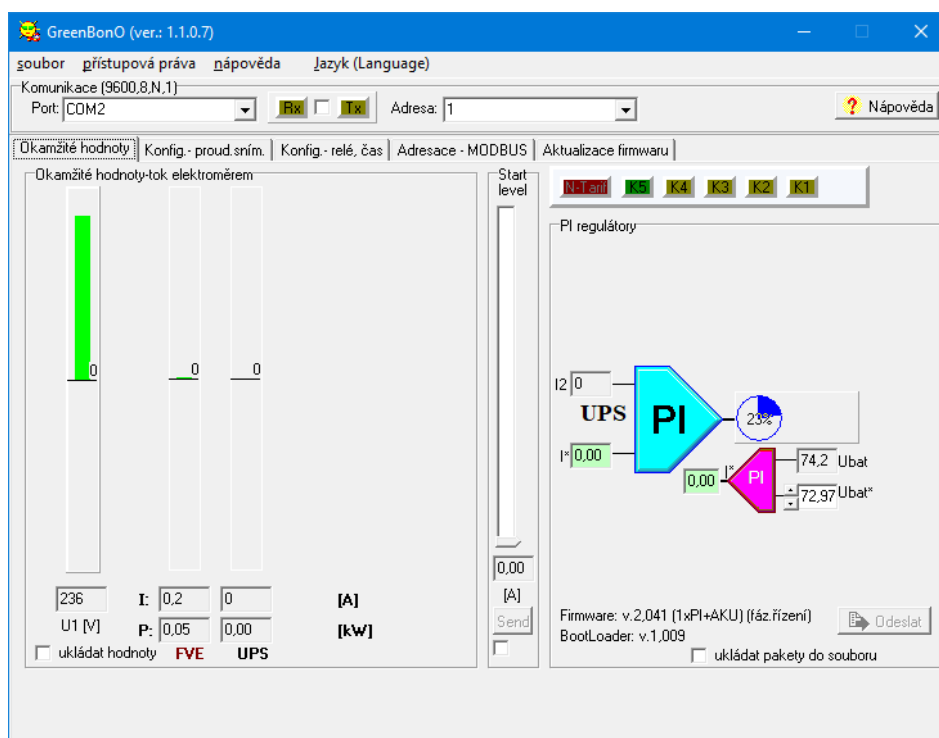 GreenBonO (ver.: 1.1.0.7)
soubor přístupová práva nápověda Jazyk (Language)
Komunikace (9600,8,N,1)
Port: COM2 Rx Tx Adresa: 1 ? Nápověda
Okamžité hodnoty Konfig.- proud.sním. Konfig.- relé, čas Adresace - MODBUS Aktualizace firmwaru
Okamžité hodnoty-tok elektroměrem
Start
level
N-Tarif K5 K4 K3 K2 K1
PI regulátory
0 0 0
I2 0
UPS PI 23%
I* 0,00
0,00 I* PI 74,2 Ubat
72,97 Ubat*
0,00
[A]
Send
236 I: 0,2 0 [A]
U1 [V] P: 0,05 0,00 [kW]
ukládat hodnoty FVE UPS
Firmware: v.2,041 (1xPI+AKU) (fáz.řízení)
BootLoader: v.1,009
Odeslat
ukládat pakety do souboru